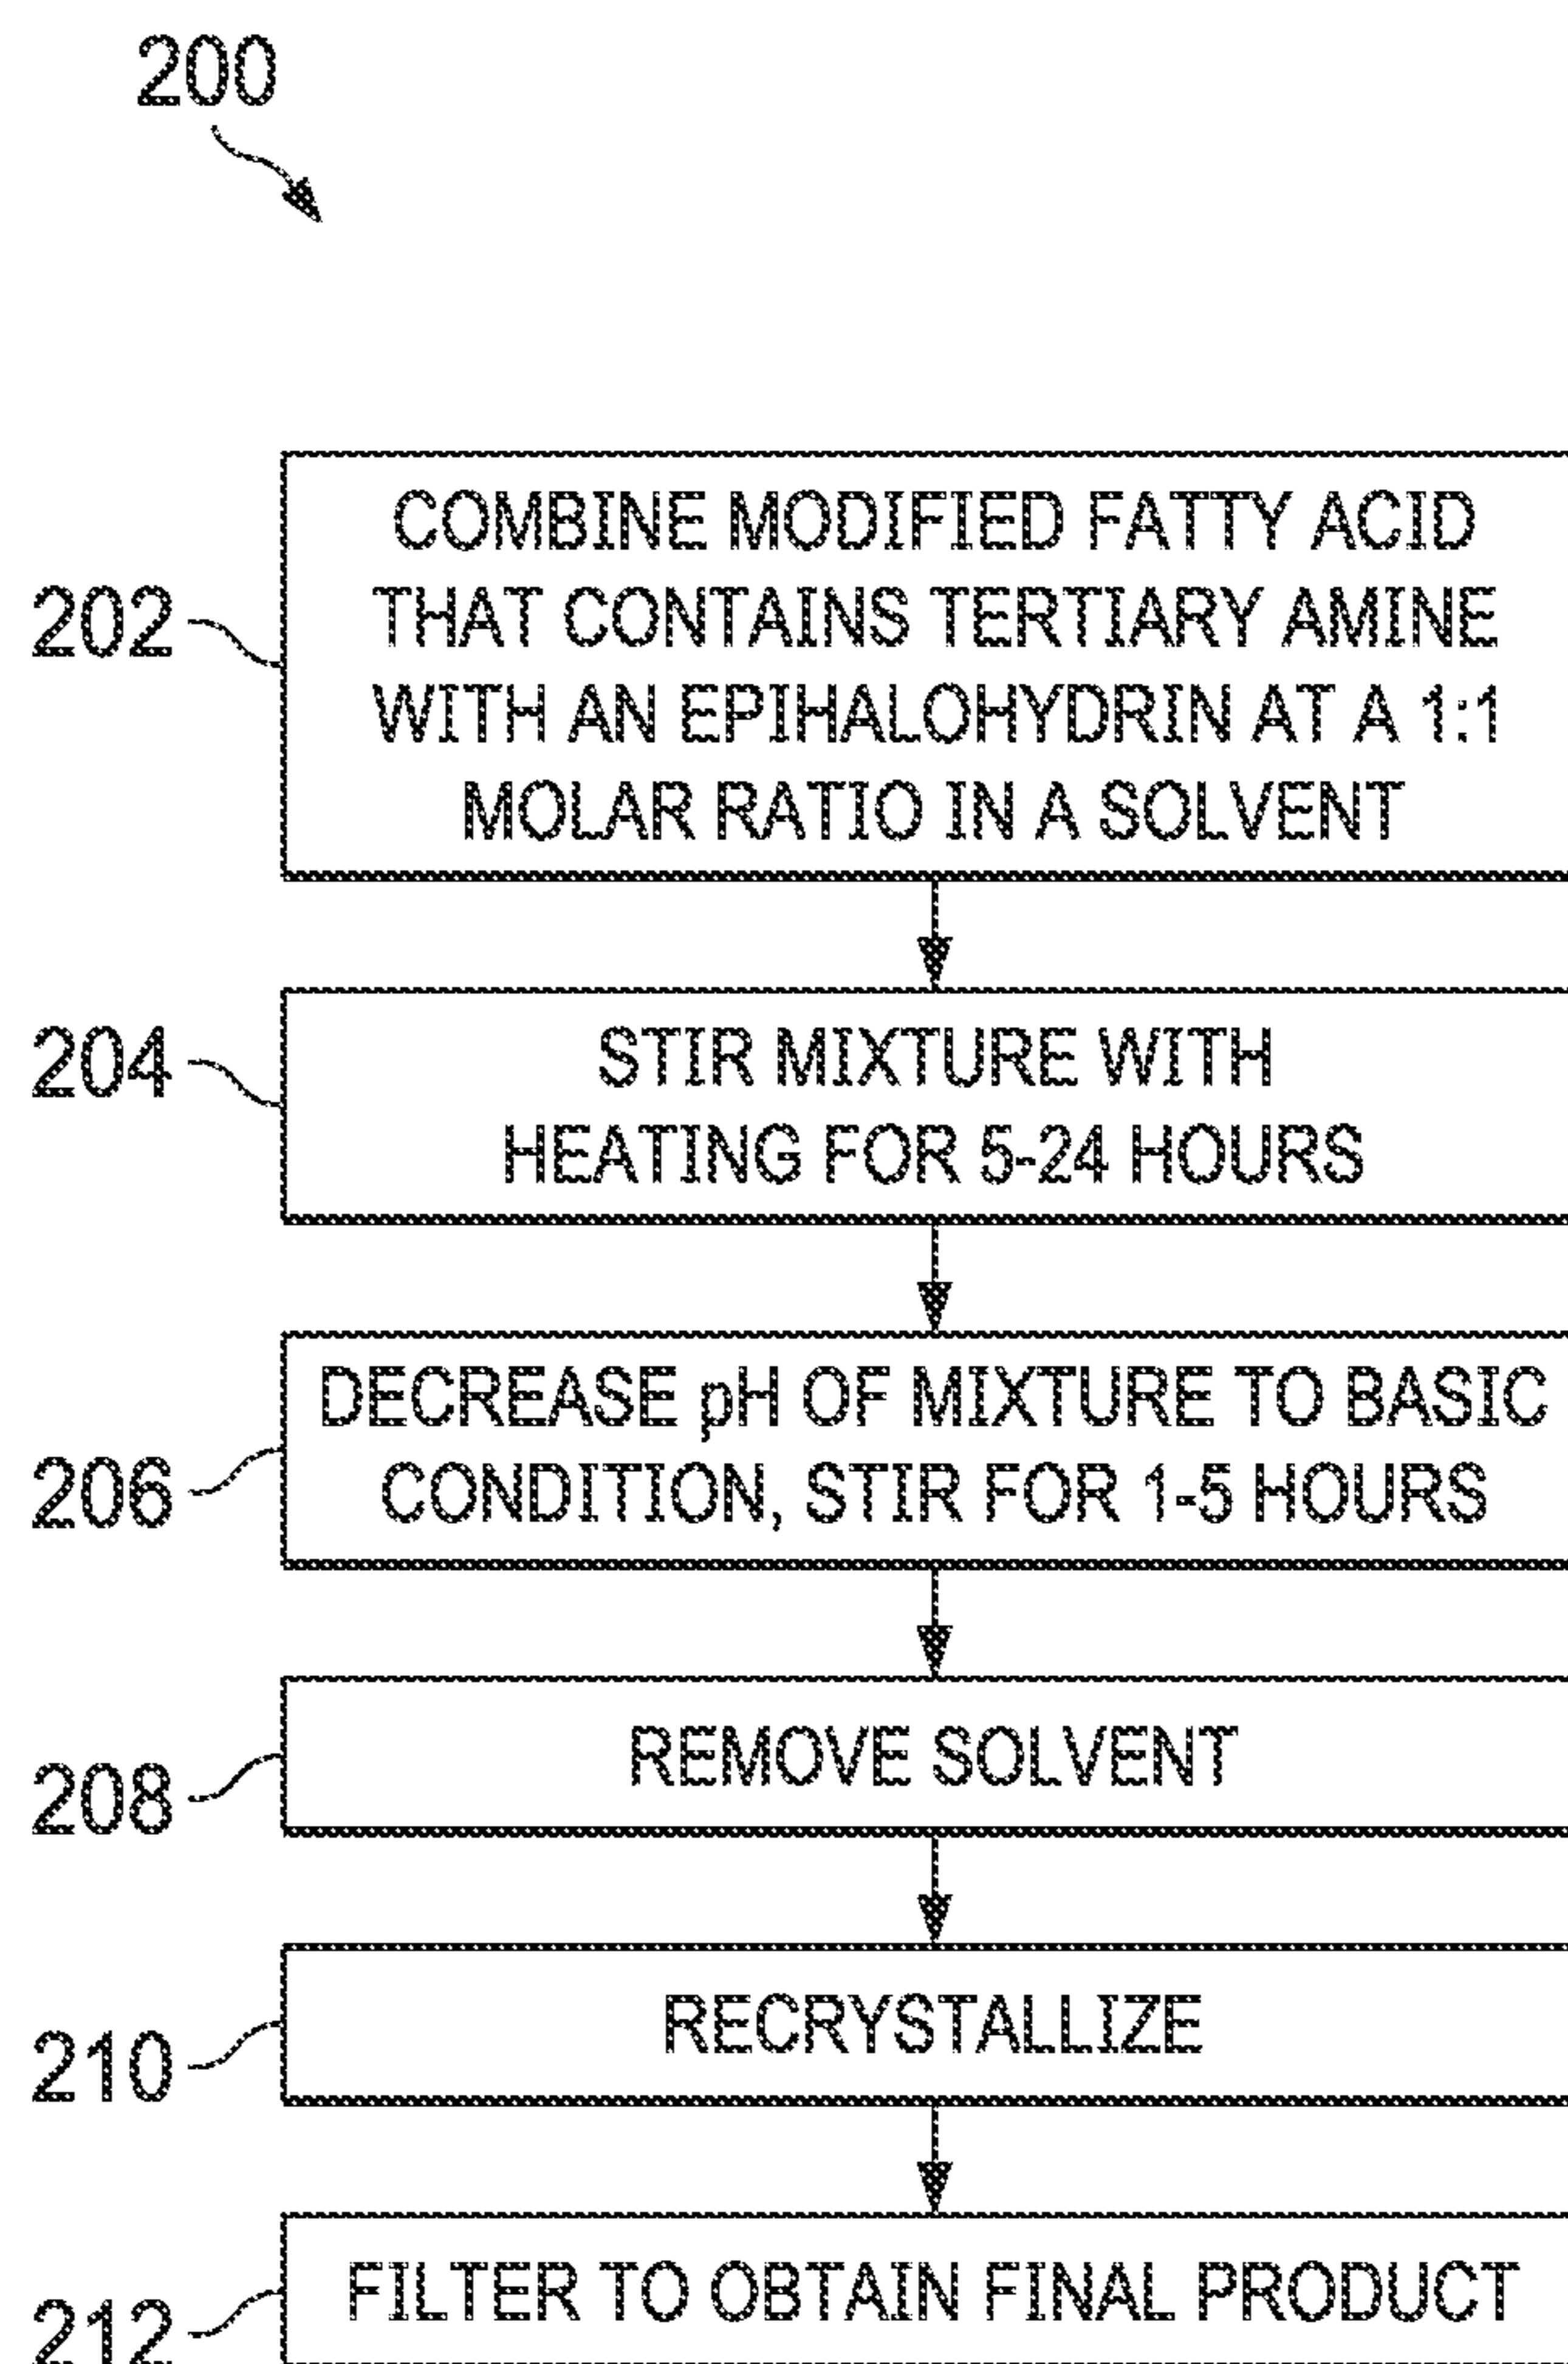 200
202
COMBINE MODIFIED FATTY ACID
THAT CONTAINS TERTIARY AMINE
WITH AN EPIHALOHYDRIN AT A 1:1
MOLAR RATIO IN A SOLVENT
204
STIR MIXTURE WITH
HEATING FOR 5-24 HOURS
206
DECREASE pH OF MIXTURE TO BASIC
CONDITION, STIR FOR 1-5 HOURS
208
REMOVE SOLVENT
210
RECRYSTALLIZE
212
FILTER TO OBTAIN FINAL PRODUCT